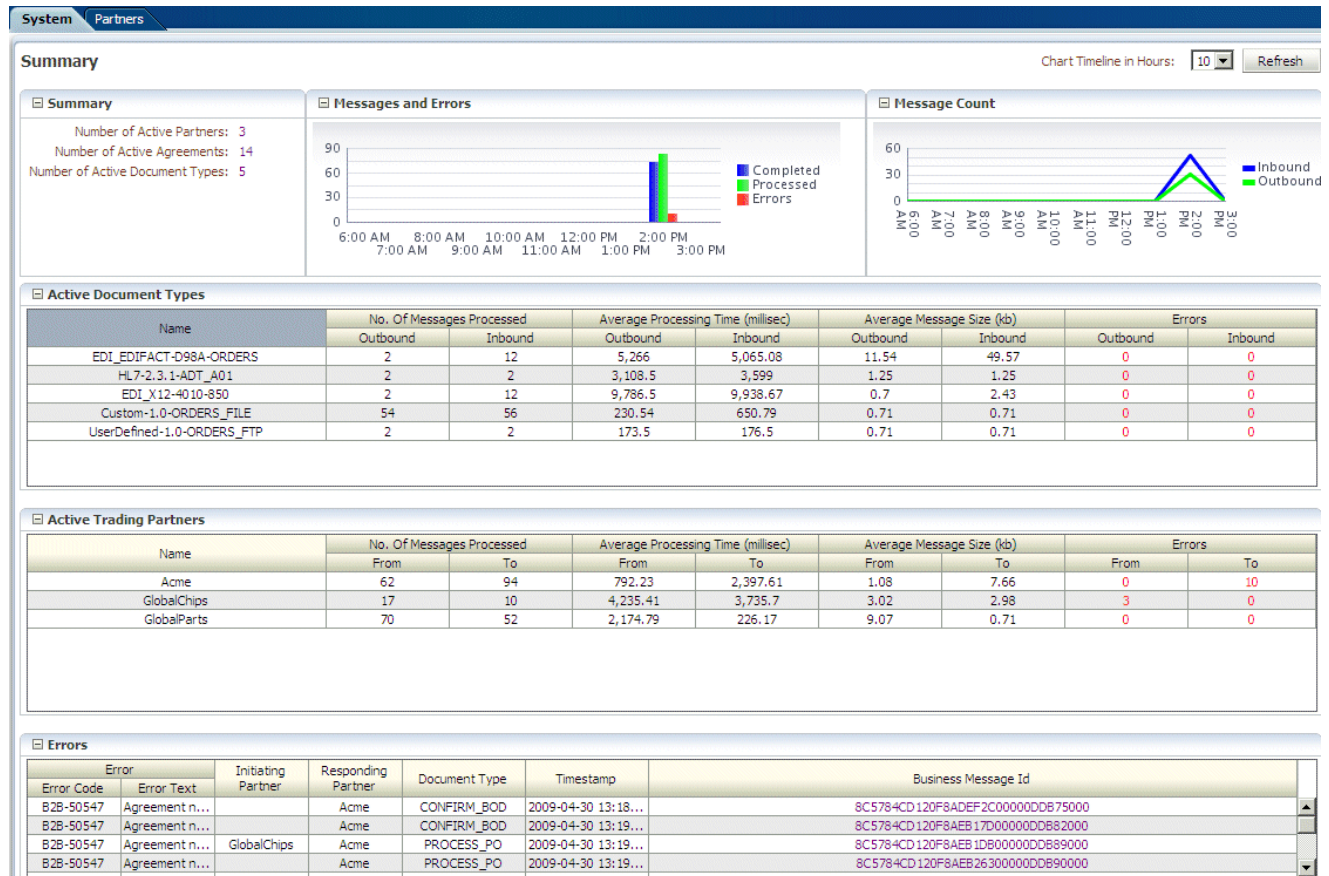 System Partners
Summary Chart Timeline in Hours: 10 Refresh
Summary
Number of Active Partners: 3
Number of Active Agreements: 14
Number of Active Document Types: 5
Messages and Errors
90
60
30
0
6:00 AM 8:00 AM 10:00 AM 12:00 PM 2:00 PM
7:00 AM 9:00 AM 11:00 AM 1:00 PM 3:00 PM
Completed
Processed
Errors
Message Count
60
30
0
6:00 AM 7:00 AM 8:00 AM 9:00 AM 10:00 AM 11:00 AM 12:00 PM 1:00 PM 2:00 PM 3:00 PM
Inbound
Outbound
Active Document Types
Name No. Of Messages Processed Average Processing Time (millisec) Average Message Size (kb) Errors
Outbound Inbound Outbound Inbound Outbound Inbound Outbound Inbound
EDI_EDIFACT-D98A-ORDERS 2 12 5,266 5,065.08 11.54 49.57 0 0
HL7-2.3.1-ADT_A01 2 2 3,108.5 3,599 1.25 1.25 0 0
EDI_X12-4010-850 2 12 9,786.5 9,938.67 0.7 2.43 0 0
Custom-1.0-ORDERS_FILE 54 56 230.54 650.79 0.71 0.71 0 0
UserDefined-1.0-ORDERS_FTP 2 2 173.5 176.5 0.71 0.71 0 0
Active Trading Partners
Name No. Of Messages Processed Average Processing Time (millisec) Average Message Size (kb) Errors
From To From To From To From To
Acme 62 94 792.23 2,397.61 1.08 7.66 0 10
GlobalChips 17 10 4,235.41 3,735.7 3.02 2.98 3 0
GlobalParts 70 52 2,174.79 226.17 9.07 0.71 0 0
Errors
Error Initiating Partner Responding Partner Document Type Timestamp Business Message Id
Error Code Error Text
B2B-50547 Agreement n... Acme CONFIRM_BOD 2009-04-30 13:18... 8C5784CD120F8ADEF2C00000DDB75000
B2B-50547 Agreement n... Acme CONFIRM_BOD 2009-04-30 13:19... 8C5784CD120F8AEB17D00000DDB82000
B2B-50547 Agreement n... GlobalChips Acme PROCESS_PO 2009-04-30 13:19... 8C5784CD120F8AEB1DB00000DDB89000
B2B-50547 Agreement n... Acme PROCESS_PO 2009-04-30 13:19... 8C5784CD120F8AEB26300000DDB90000